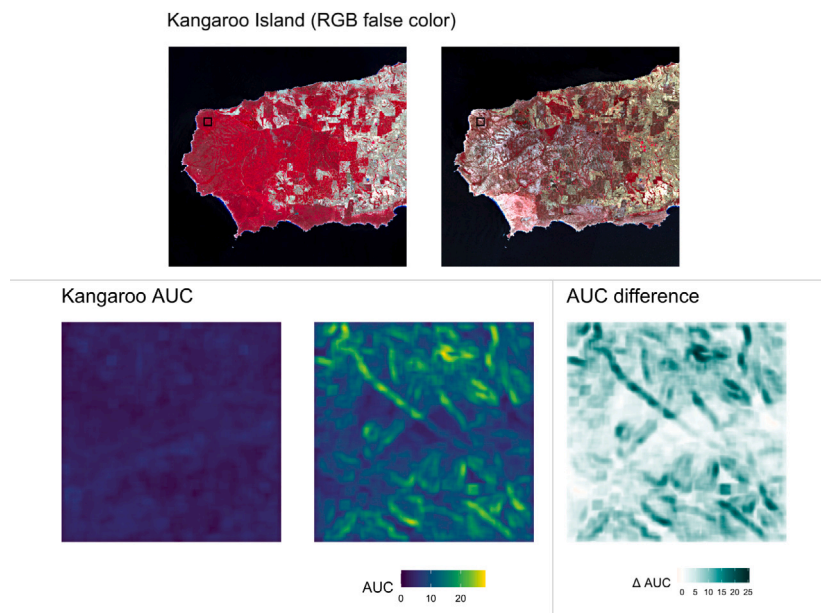 Kangaroo Island (RGB false color)
Kangaroo AUC
AUC difference
AUC
0 10 20
Δ AUC
0 5 10 15 20 25